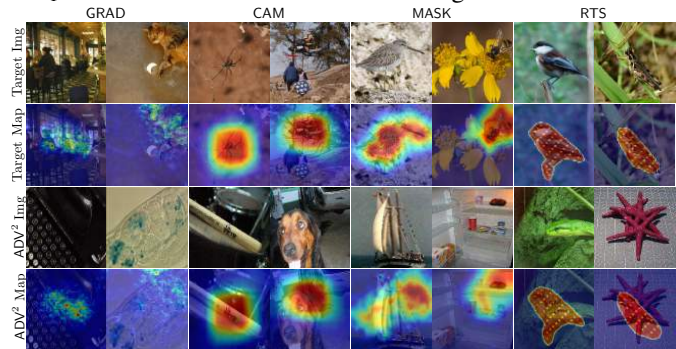 GRAD CAM MASK RTS
Target Img
Target Map
ADV² Img
ADV² Map